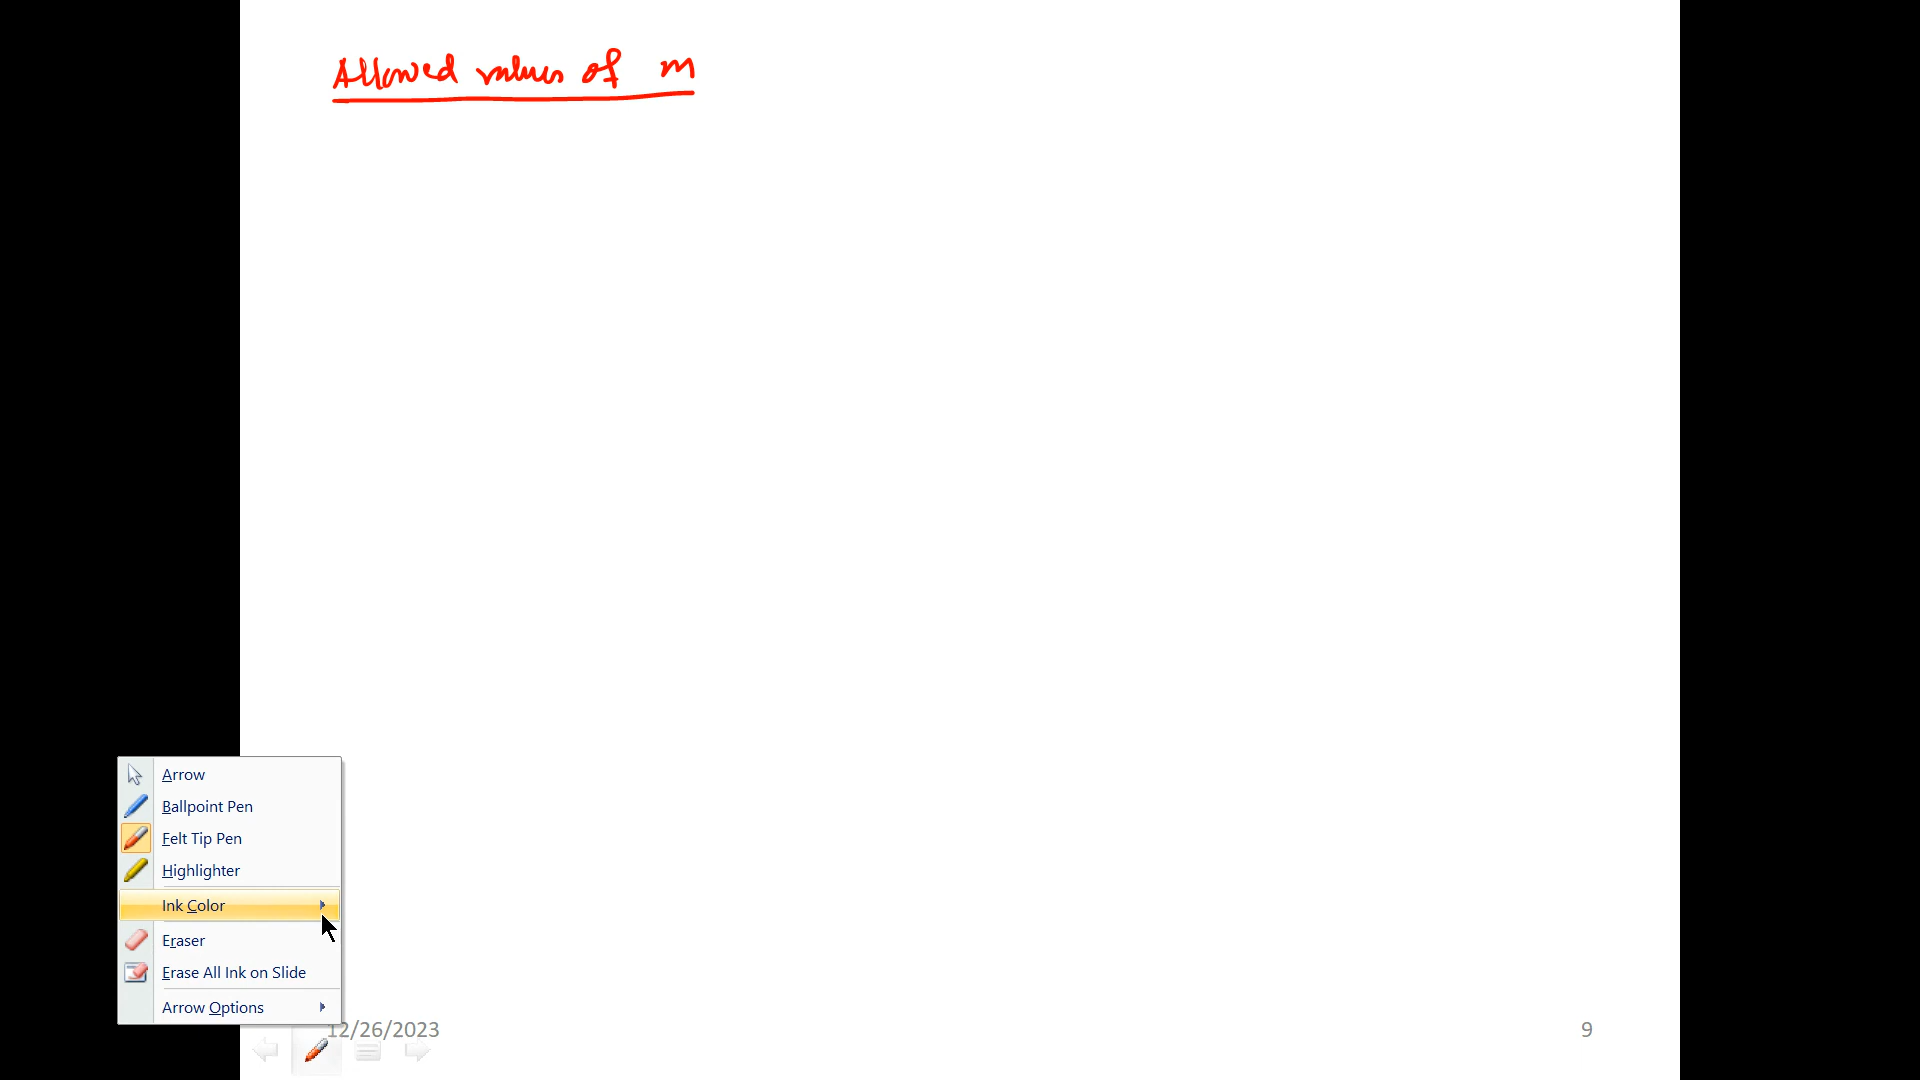 Allowed values of m
Arrow
Ballpoint Pen
Felt Tip Pen
Highlighter
Ink Color
Eraser
Erase All Ink on Slide
Arrow Options
12/26/2023
9